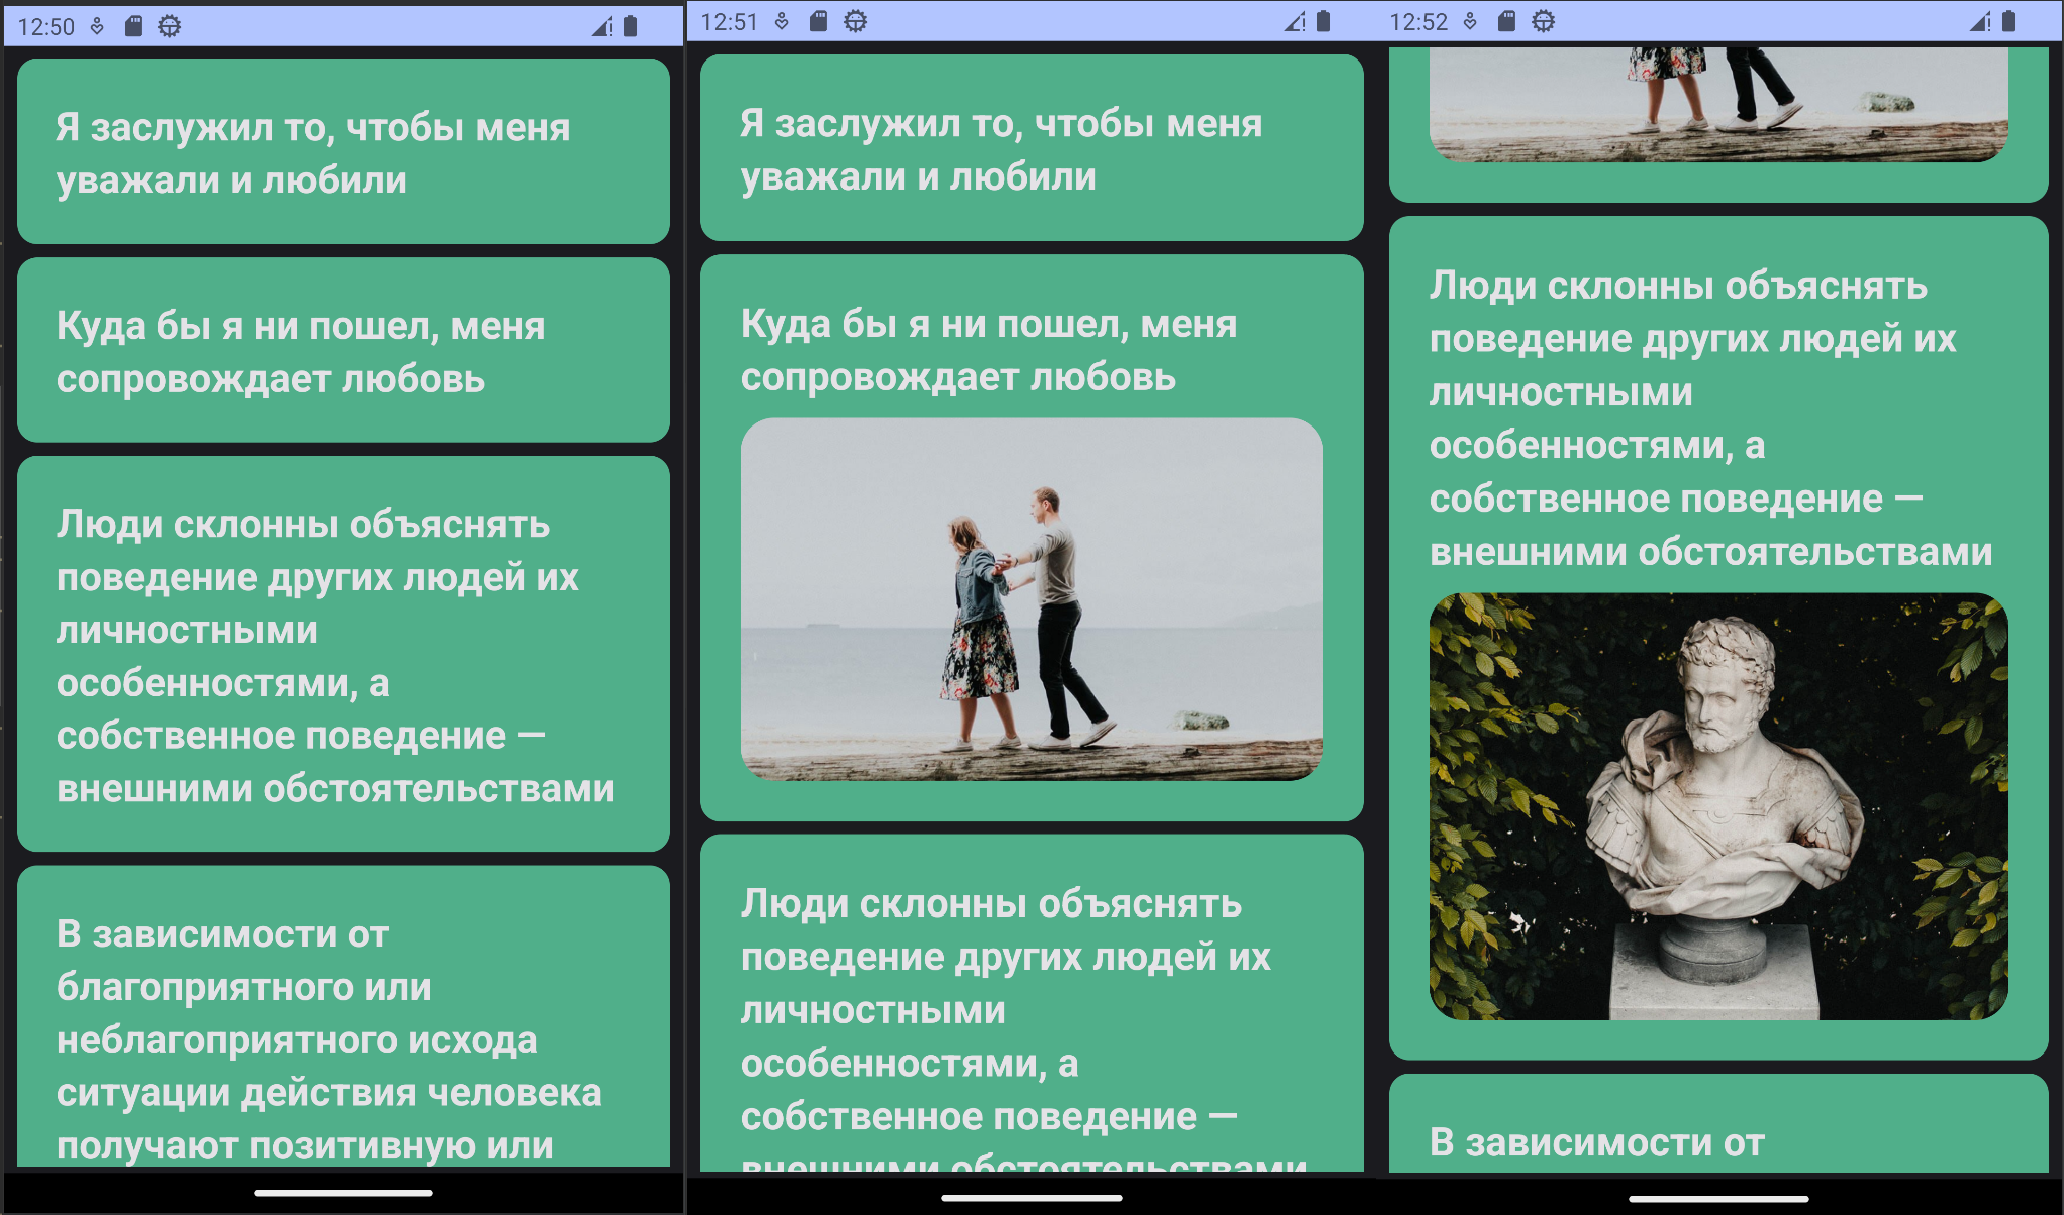 12:50
Я заслужил то, чтобы меня
уважали и любили
Куда бы я ни пошел, меня
сопровождает любовь
Люди склонны объяснять
поведение других людей их
личностными
особенностями, а
собственное поведение —
внешними обстоятельствами
В зависимости от
благоприятного или
неблагоприятного исхода
ситуации действия человека
получают позитивную или
12:51
Я заслужил то, чтобы меня
уважали и любили
Куда бы я ни пошел, меня
сопровождает любовь
Люди склонны объяснять
поведение других людей их
личностными
особенностями, а
собственное поведение —
внешними обстоятельствами
12:52
Люди склонны объяснять
поведение других людей их
личностными
особенностями, а
собственное поведение —
внешними обстоятельствами
В зависимости от